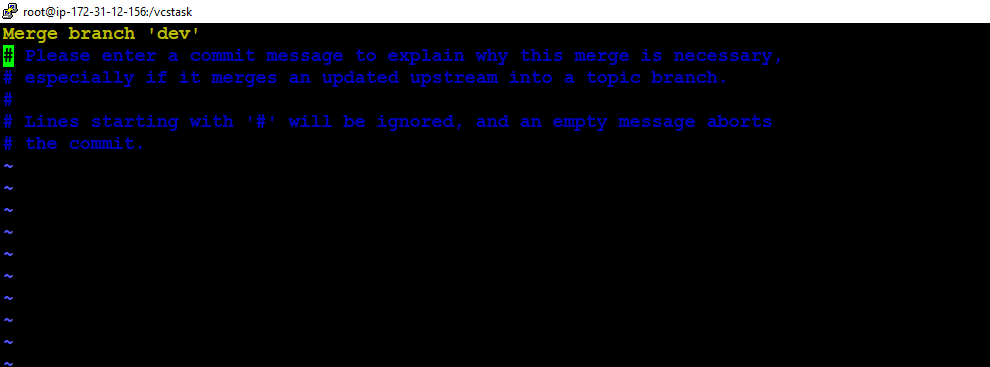 root@ip-172-31-12-156:/vcstask
Merge branch 'dev'
# Please enter a commit message to explain why this merge is necessary,
# especially if it merges an updated upstream into a topic branch.
#
# Lines starting with '#' will be ignored, and an empty message aborts
# the commit.
~
~
~
~
~
~
~
~
~
~